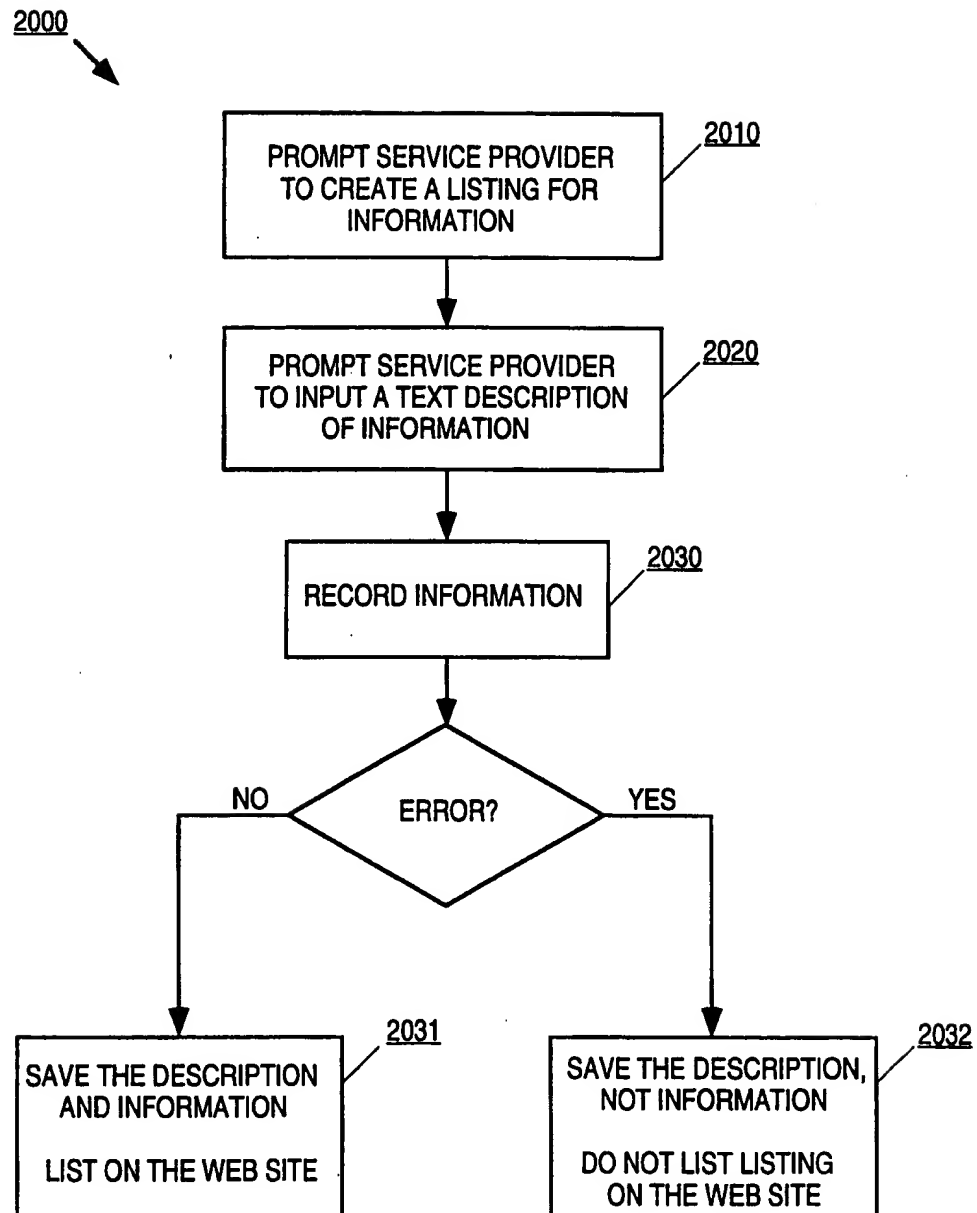 2000
PROMPT SERVICE PROVIDER
TO CREATE A LISTING FOR
INFORMATION
2010
PROMPT SERVICE PROVIDER
TO INPUT A TEXT DESCRIPTION
OF INFORMATION
2020
RECORD INFORMATION
2030
NO
ERROR?
YES
SAVE THE DESCRIPTION
AND INFORMATION
LIST ON THE WEB SITE
2031
SAVE THE DESCRIPTION,
NOT INFORMATION
DO NOT LIST LISTING
ON THE WEB SITE
2032